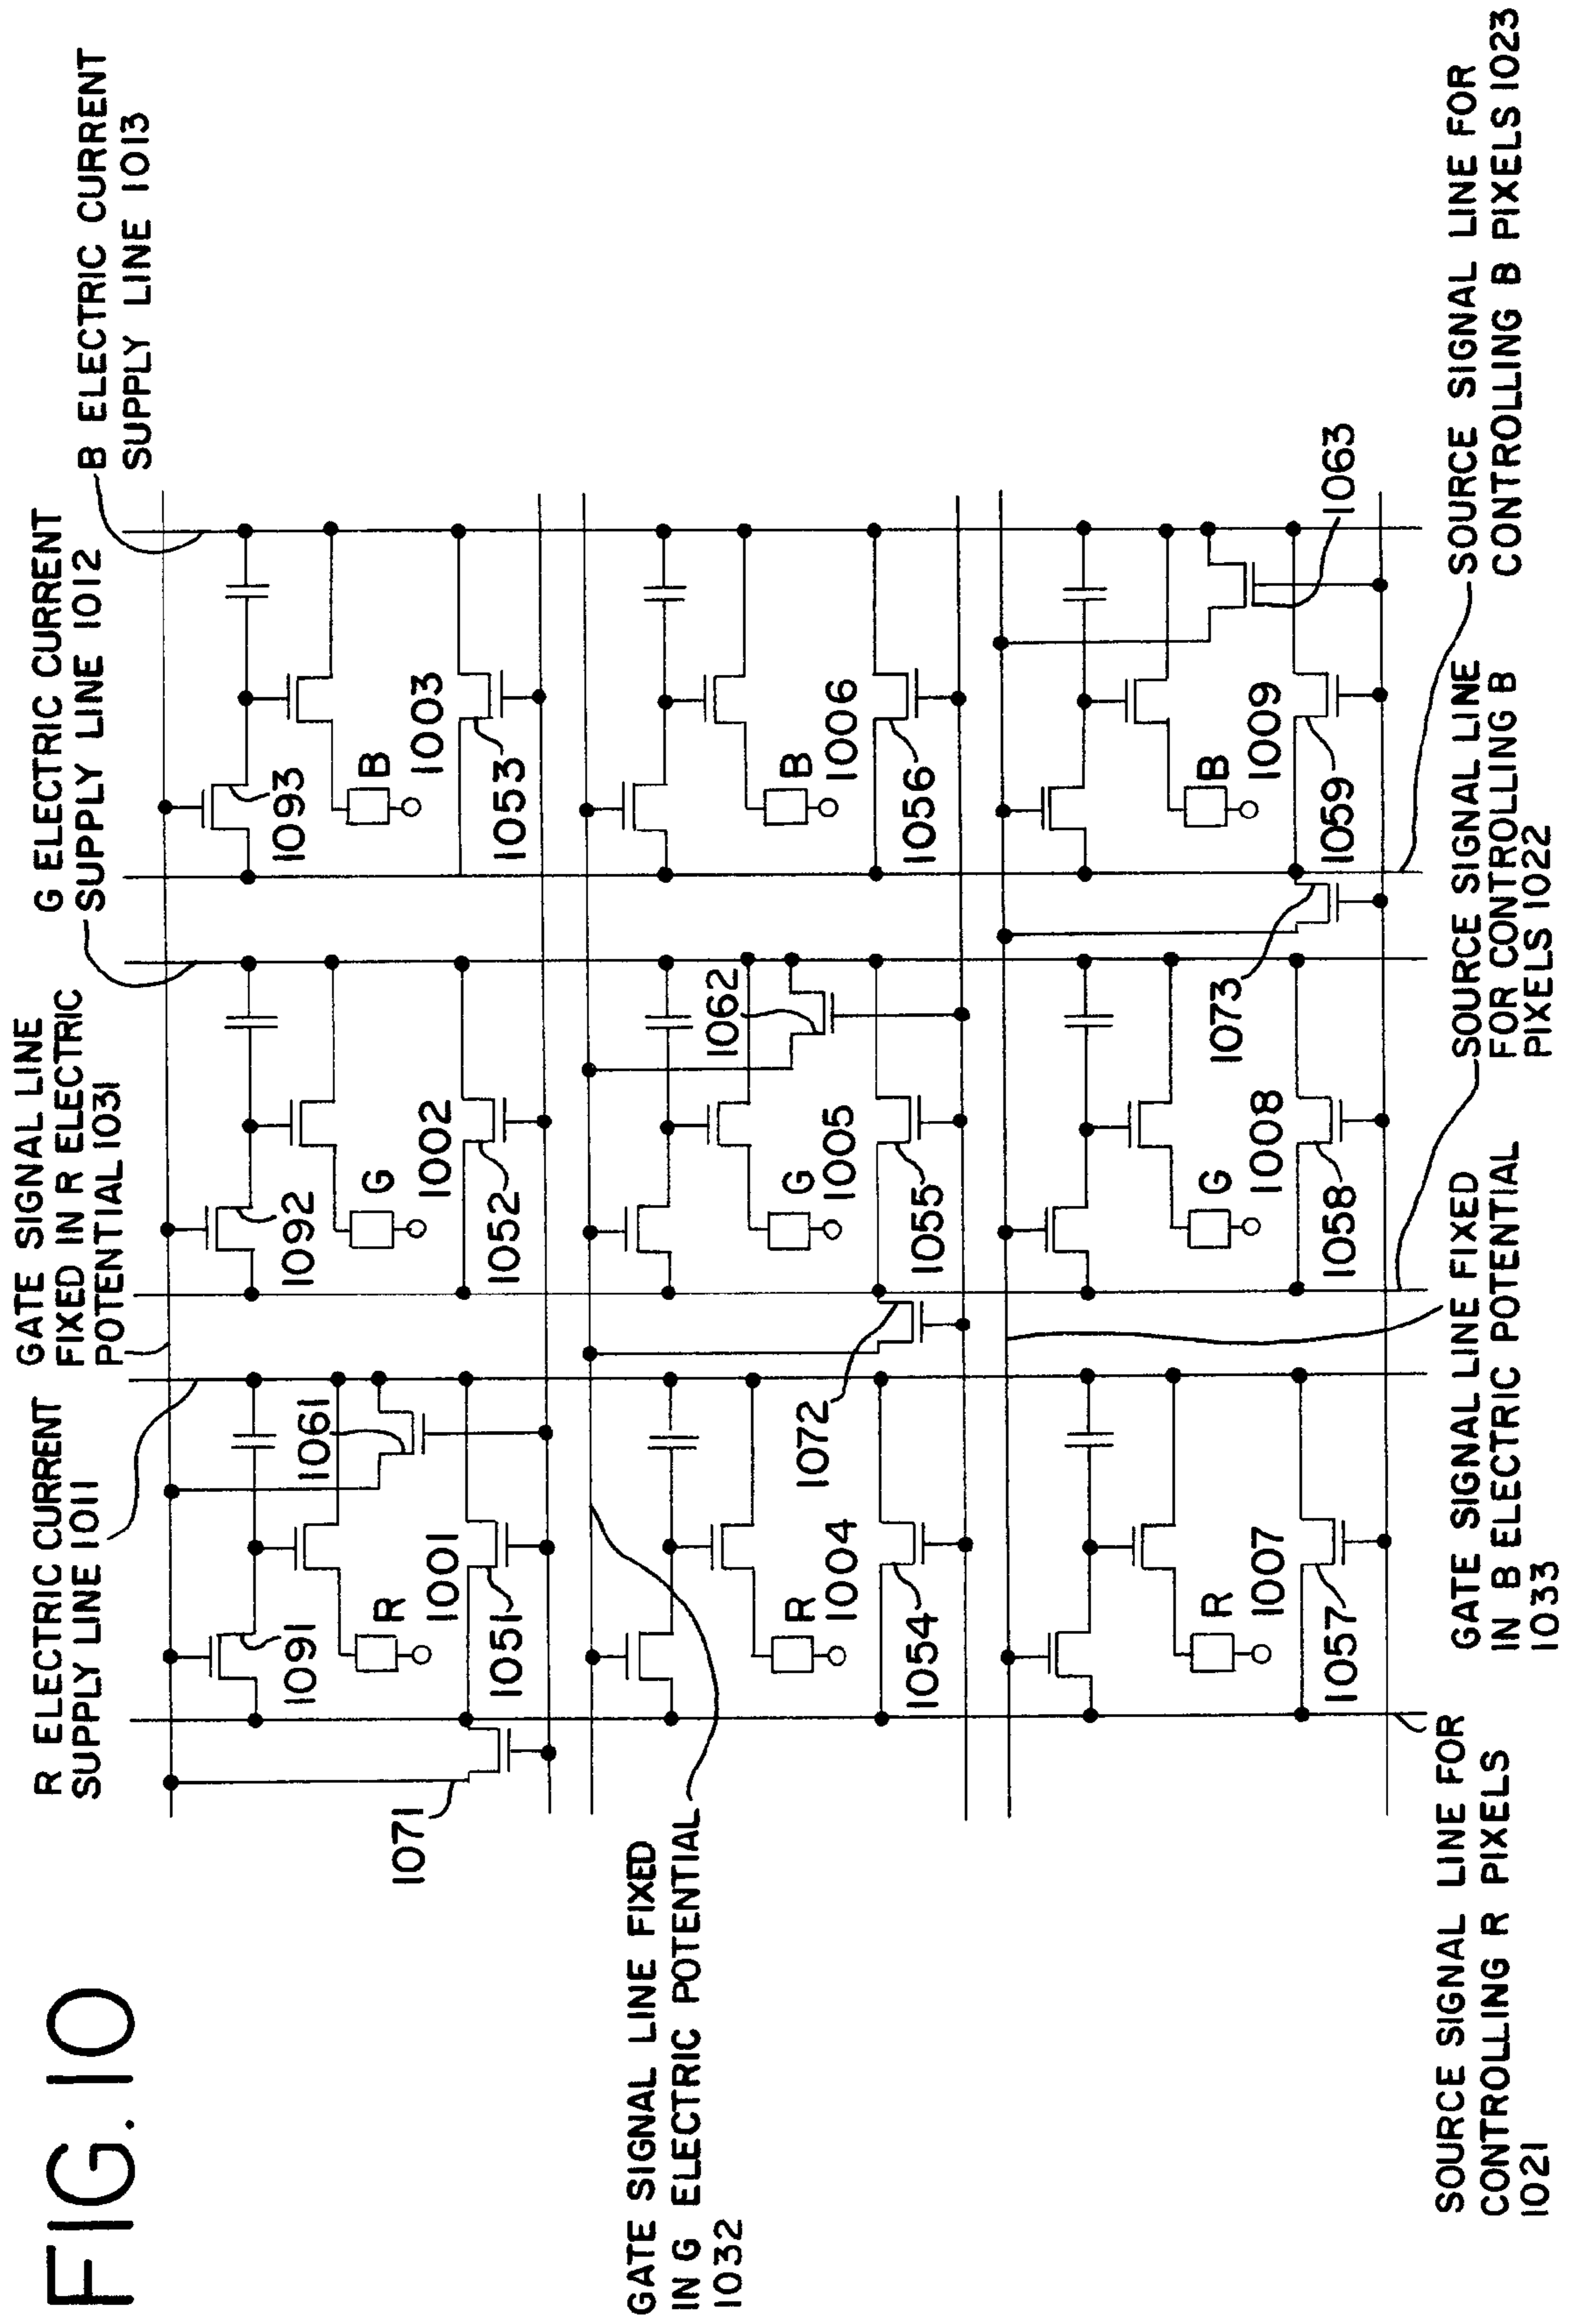 FIG. 10
R ELECTRIC CURRENT
SUPPLY LINE 1011
GATE SIGNAL LINE
FIXED IN R ELECTRIC
POTENTIAL 1031
G ELECTRIC CURRENT
SUPPLY LINE 1012
B ELECTRIC CURRENT
SUPPLY LINE 1013
1091
1061
1092
1093
R
1001
G
1002
B
1003
1071
1051
1052
1053
GATE SIGNAL LINE FIXED
IN G ELECTRIC POTENTIAL
1032
1062
R
1004
G
1005
B
1006
1072
1054
1055
1056
R
1007
G
1008
B
1009
1057
1058
1073
1059
1063
SOURCE SIGNAL LINE FOR
CONTROLLING R PIXELS
1021
GATE SIGNAL LINE FIXED
IN B ELECTRIC POTENTIAL
1033
SOURCE SIGNAL LINE
FOR CONTROLLING B
PIXELS 1022
SOURCE SIGNAL LINE FOR
CONTROLLING B PIXELS 1023